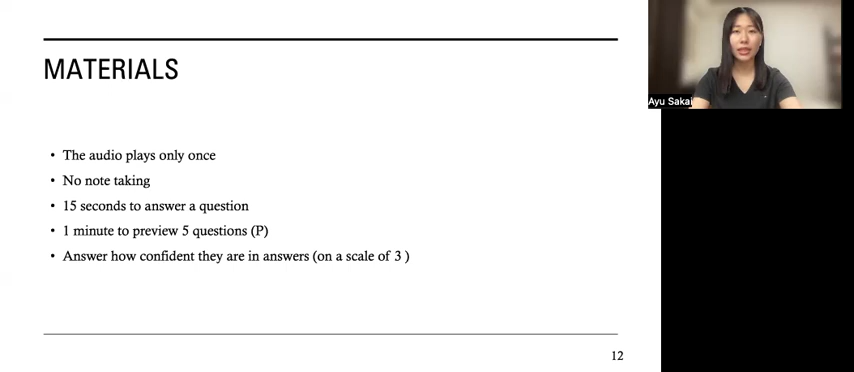 MATERIALS
Ayu Sakai
• The audio plays only once
• No note taking
• 15 seconds to answer a question
• 1 minute to preview 5 questions (P)
• Answer how confident they are in answers (on a scale of 3 )
12